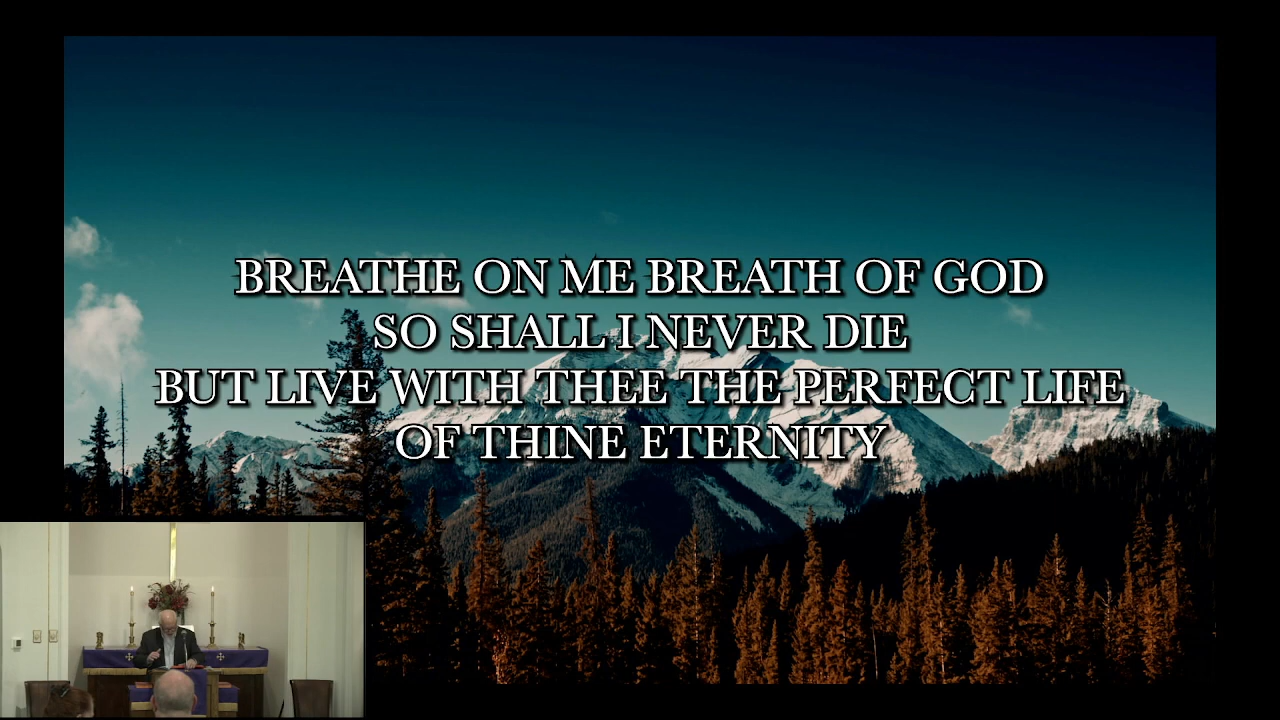 BREATHE ON ME BREATH OF GOD
SO SHALL I NEVER DIE
BUT LIVE WITH THEE THE PERFECT LIFE
OF THINE ETERNITY